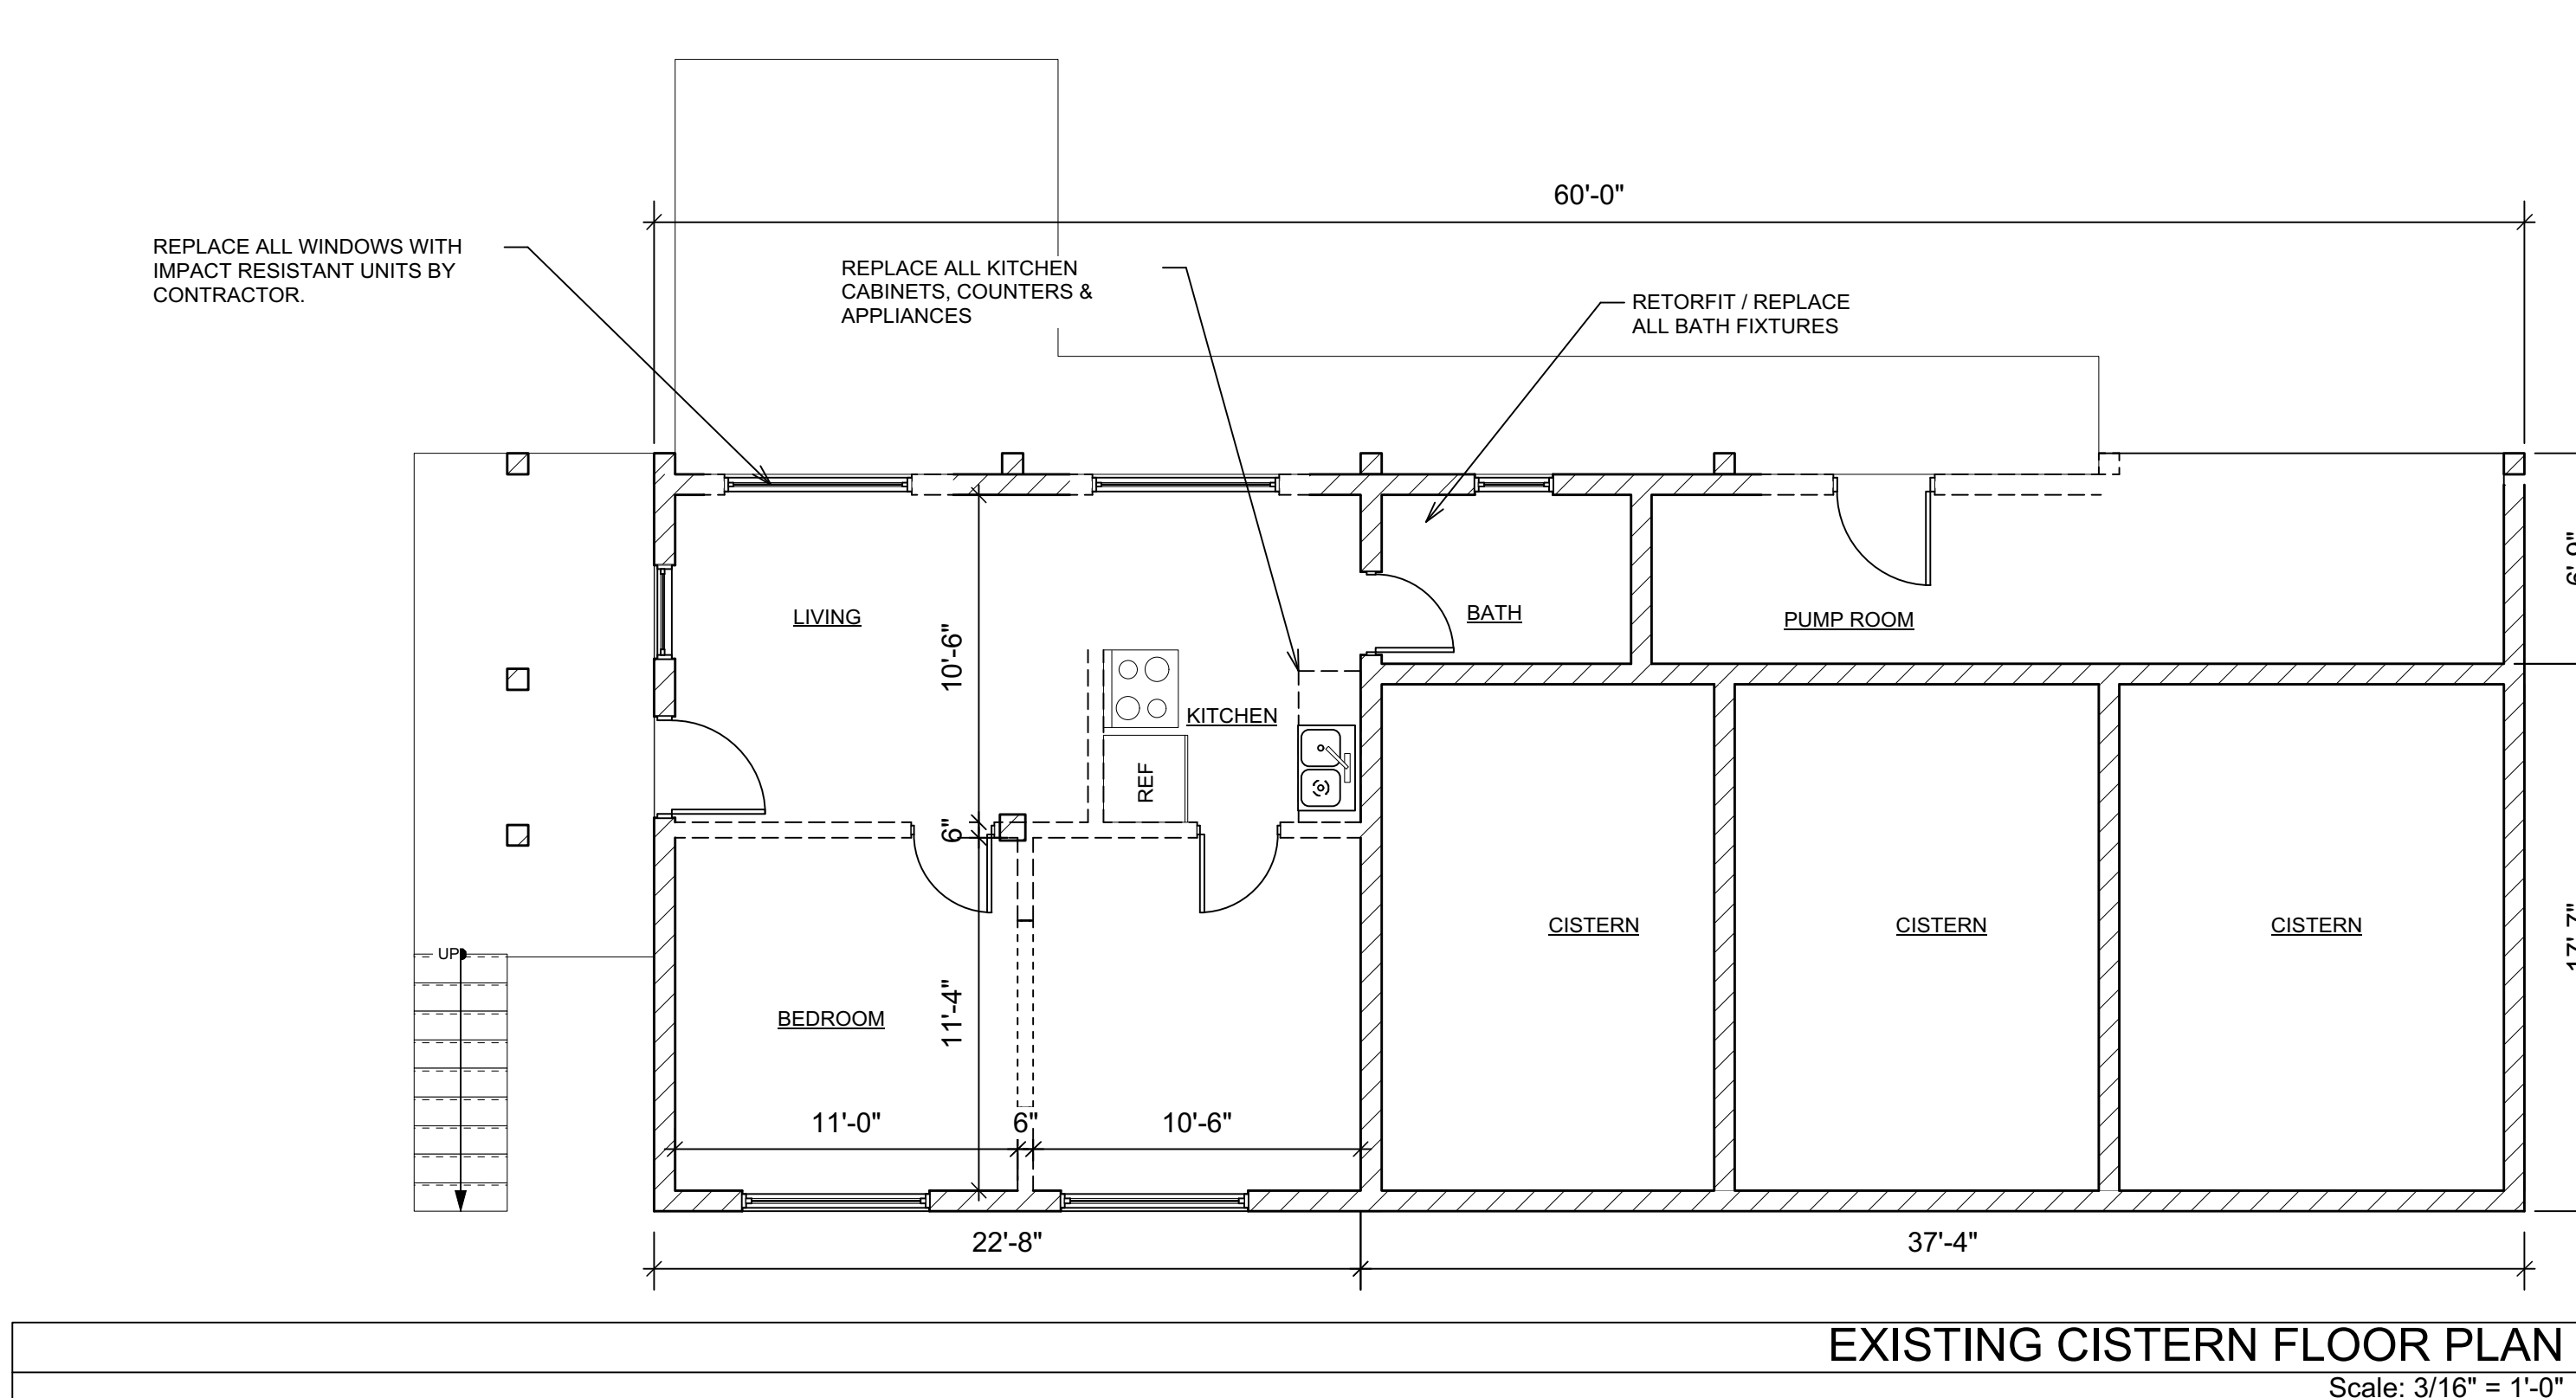 60'-0"
REPLACE ALL WINDOWS WITH
IMPACT RESISTANT UNITS BY
CONTRACTOR.
REPLACE ALL KITCHEN
CABINETS, COUNTERS &
APPLIANCES
RETORFIT / REPLACE
ALL BATH FIXTURES
LIVING
10'-6"
BATH
PUMP ROOM
KITCHEN
REF
6"
CISTERN
CISTERN
CISTERN
UP
BEDROOM
11'-4"
11'-0"
6"
10'-6"
22'-8"
37'-4"
EXISTING CISTERN FLOOR PLAN
Scale: 3/16" = 1'-0"